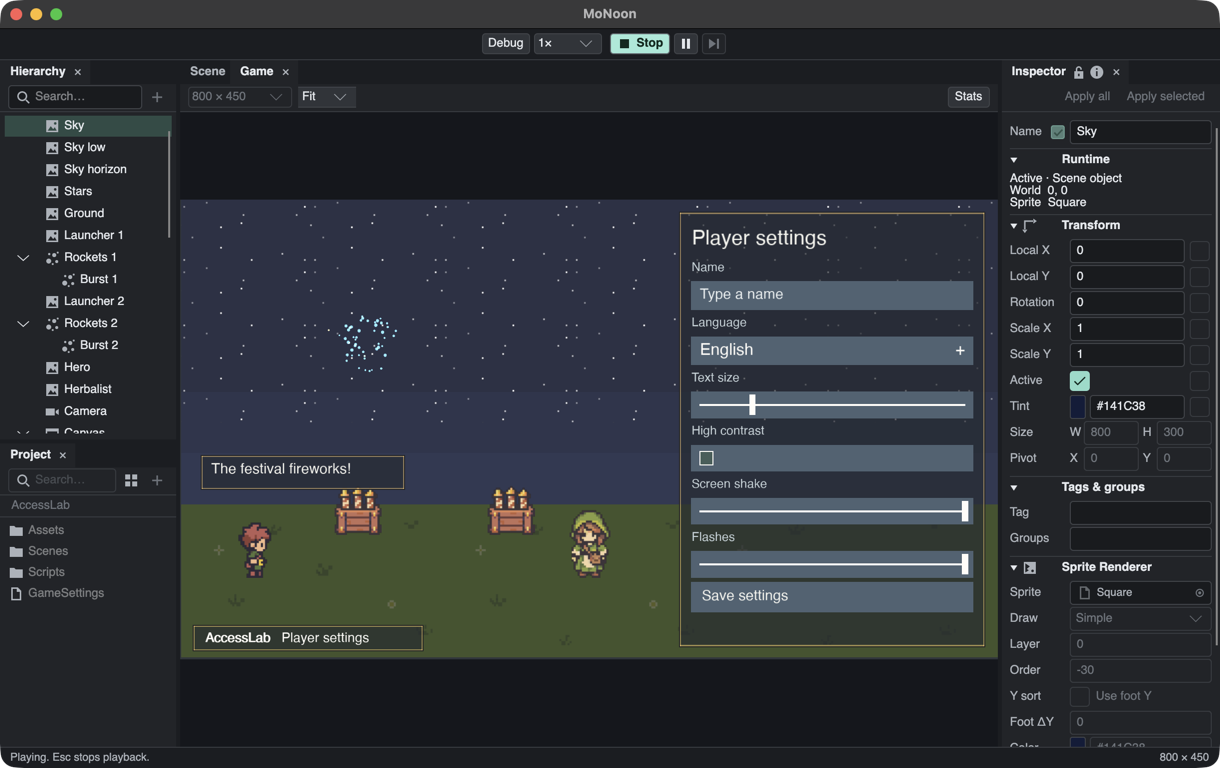 MoNoon
Debug 1× Stop
Hierarchy ×
Search...
Sky
Sky low
Sky horizon
Stars
Ground
Launcher 1
Rockets 1
Burst 1
Launcher 2
Rockets 2
Burst 2
Hero
Herbalist
Camera
Canvas
Project ×
Search...
AccessLab
Assets
Scenes
Scripts
GameSettings
Scene Game ×
800 × 450 Fit Stats
The festival fireworks!
AccessLab Player settings
Player settings
Name
Type a name
Language
English +
Text size
High contrast
Screen shake
Flashes
Save settings
Inspector ×
Apply all Apply selected
Name Sky
Runtime
Active · Scene object
World 0, 0
Sprite Square
Transform
Local X 0
Local Y 0
Rotation 0
Scale X 1
Scale Y 1
Active
Tint #141C38
Size W 800 H 300
Pivot X 0 Y 0
Tags & groups
Tag
Groups
Sprite Renderer
Sprite Square
Draw Simple
Layer 0
Order -30
Y sort Use foot Y
Foot ΔY 0
Color #141C38
Playing. Esc stops playback. 800 × 450